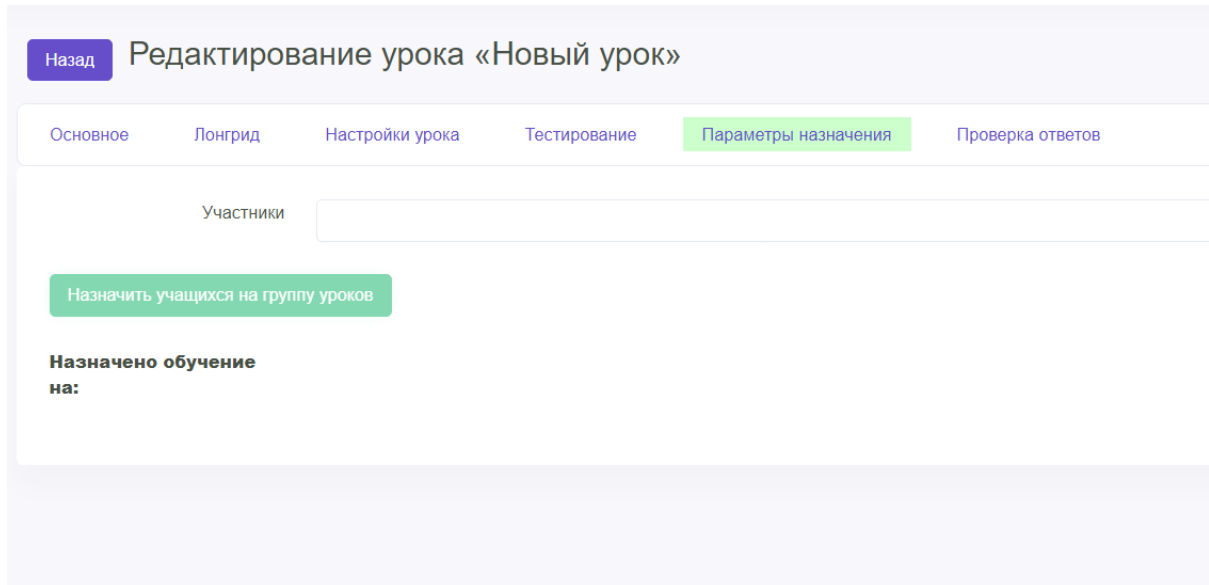 Назад Редактирование урока «Новый урок»
Основное Лонгрид Настройки урока Тестирование Параметры назначения Проверка ответов
Участники
Назначить учащихся на группу уроков
Назначено обучение
на: